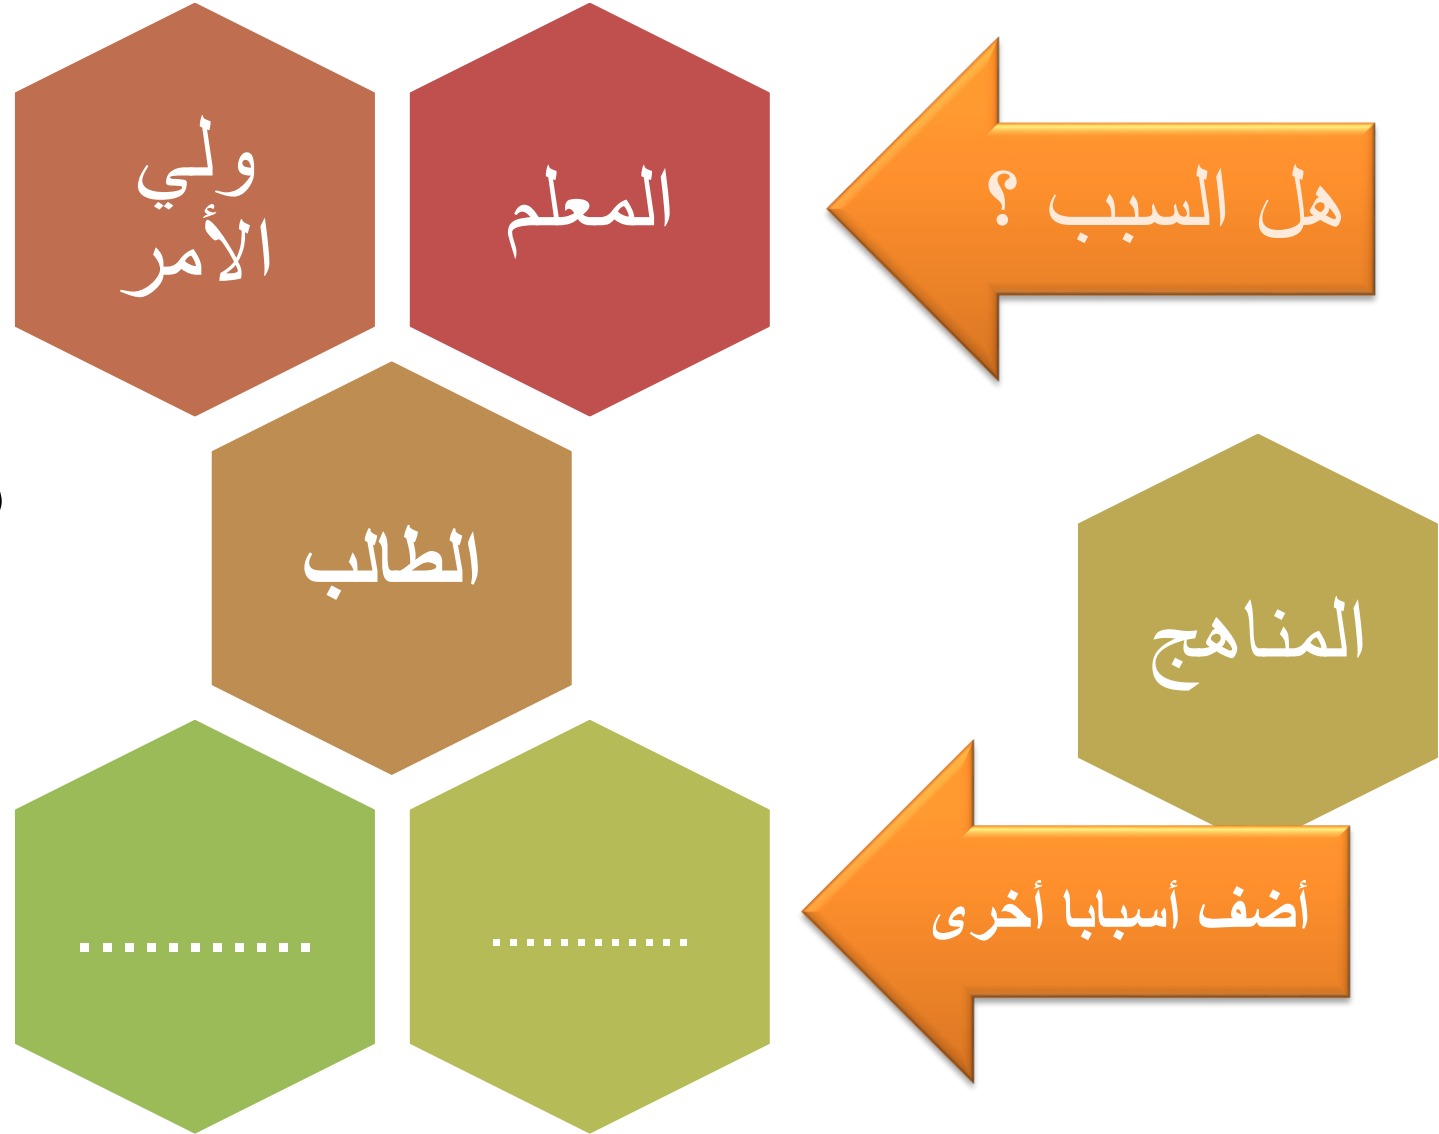 هل السبب ؟
المعلم
ولي
الأمر
الطالب
المناهج
أضف أسبابا أخرى
............
...........